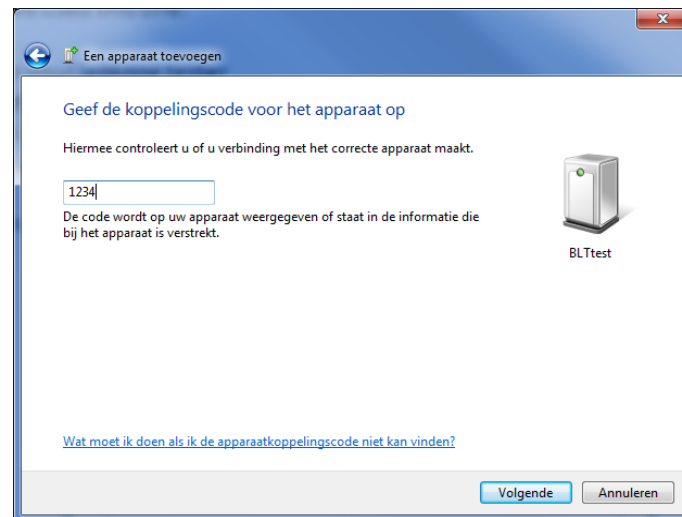 Een apparaat toevoegen
Geef de koppelingscode voor het apparaat op
Hiermee controleert u of u verbinding met het correcte apparaat maakt.
1234
De code wordt op uw apparaat weergegeven of staat in de informatie die
bij het apparaat is verstrekt.
BLTtest
Wat moet ik doen als ik de apparaatkoppelingscode niet kan vinden?
Volgende
Annuleren